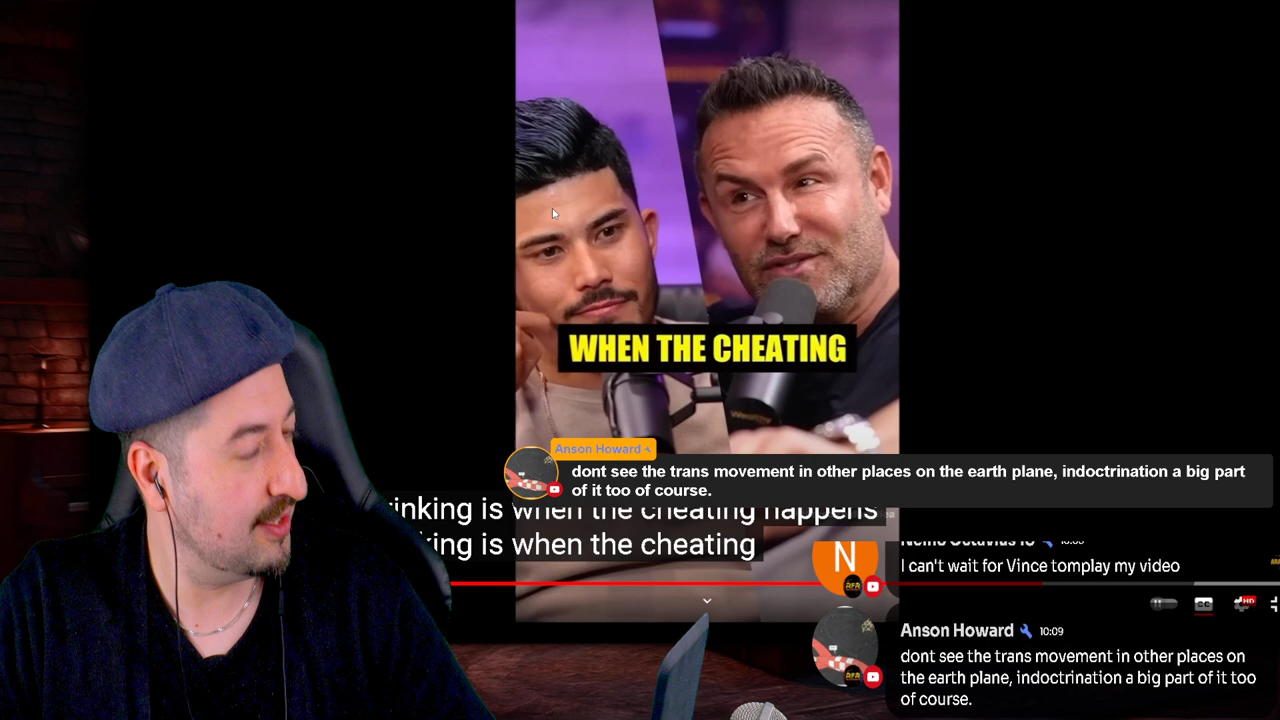 WHEN THE CHEATING
Anson Howard
dont see the trans movement in other places on the earth plane, indoctrination a big part
of it too of course.
is when the cheating happens
is when the cheating
N
I can't wait for Vince tomplay my video
CC
HD
Anson Howard 10:09
dont see the trans movement in other places on
the earth plane, indoctrination a big part of it too
of course.